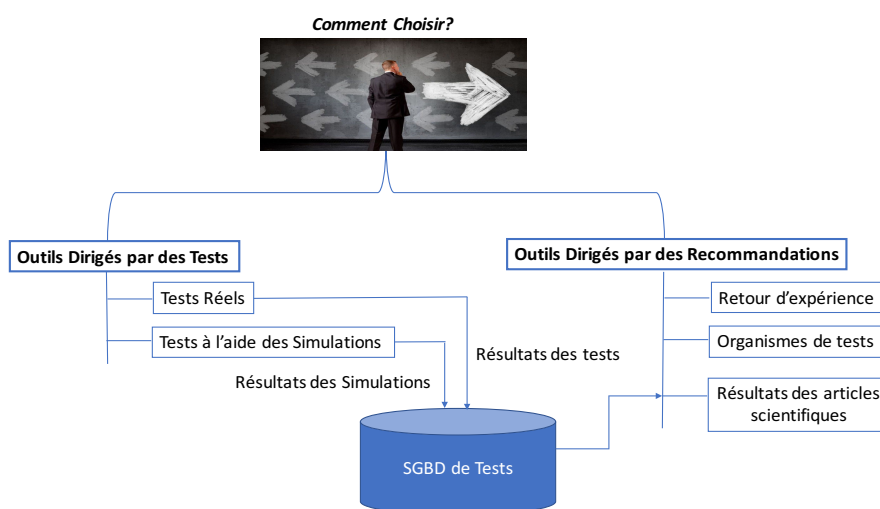 Comment Choisir?
Outils Dirigés par des Tests
Outils Dirigés par des Recommandations
Tests Réels
Retour d’expérience
Tests à l’aide des Simulations
Organismes de tests
Résultats des tests
Résultats des Simulations
Résultats des articles
scientifiques
SGBD de Tests